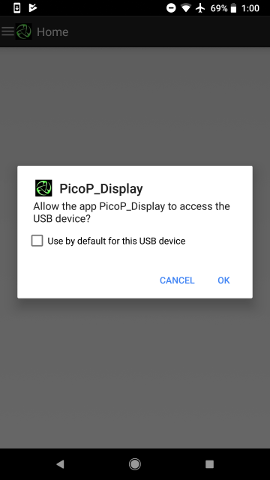 69% 1:00
Home
PicoP_Display
Allow the app PicoP_Display to access the
USB device?
Use by default for this USB device
CANCEL OK